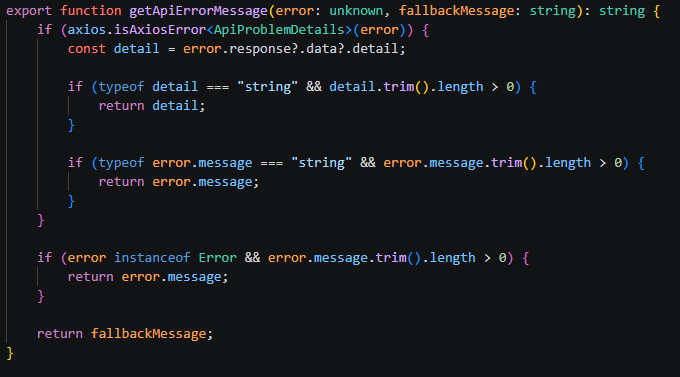 export function getApiErrorMessage(error: unknown, fallbackMessage: string): string {
    if (axios.isAxiosError<ApiProblemDetails>(error)) {
        const detail = error.response?.data?.detail;

        if (typeof detail === "string" && detail.trim().length > 0) {
            return detail;
        }

        if (typeof error.message === "string" && error.message.trim().length > 0) {
            return error.message;
        }
    }

    if (error instanceof Error && error.message.trim().length > 0) {
        return error.message;
    }

    return fallbackMessage;
}